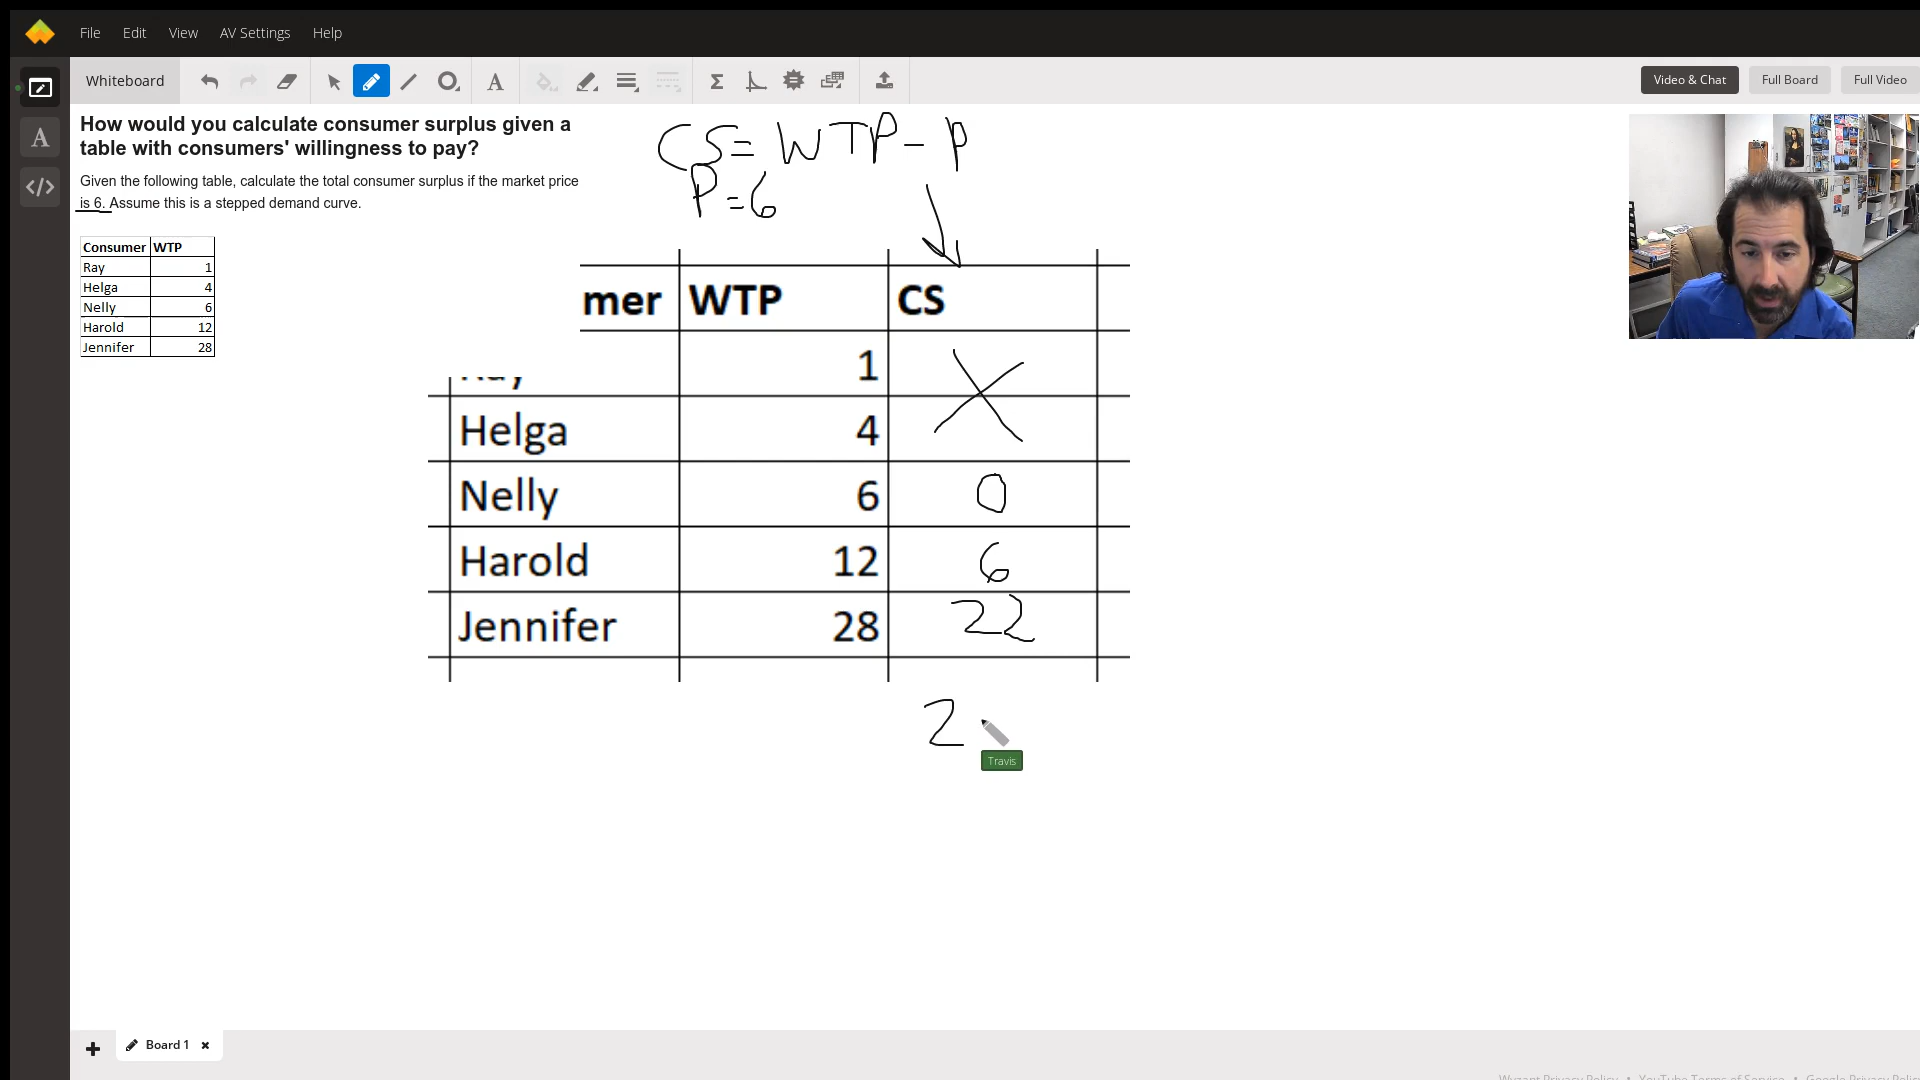 File Edit View AV Settings Help
Whiteboard
A
Σ
Video & Chat Full Board Full Video
A
</>
How would you calculate consumer surplus given a
table with consumers' willingness to pay?
Given the following table, calculate the total consumer surplus if the market price
is 6. Assume this is a stepped demand curve.
Consumer WTP
Ray 1
Helga 4
Nelly 6
Harold 12
Jennifer 28
CS = WTP - P
P = 6
mer WTP CS
1
Helga 4
Nelly 6 0
Harold 12 6
Jennifer 28 22
2
Travis
Board 1